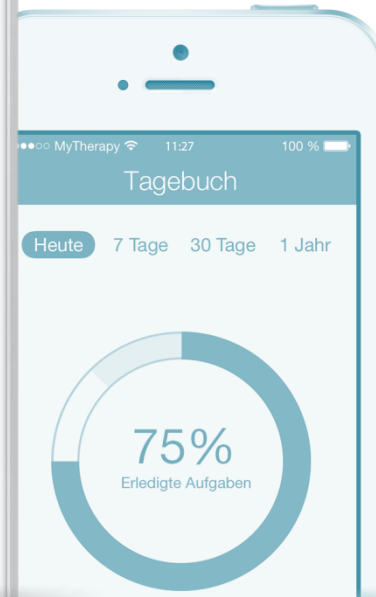 MyTherapy 11:27 100 %
Tagebuch
Heute 7 Tage 30 Tage 1 Jahr
75%
Erledigte Aufgaben